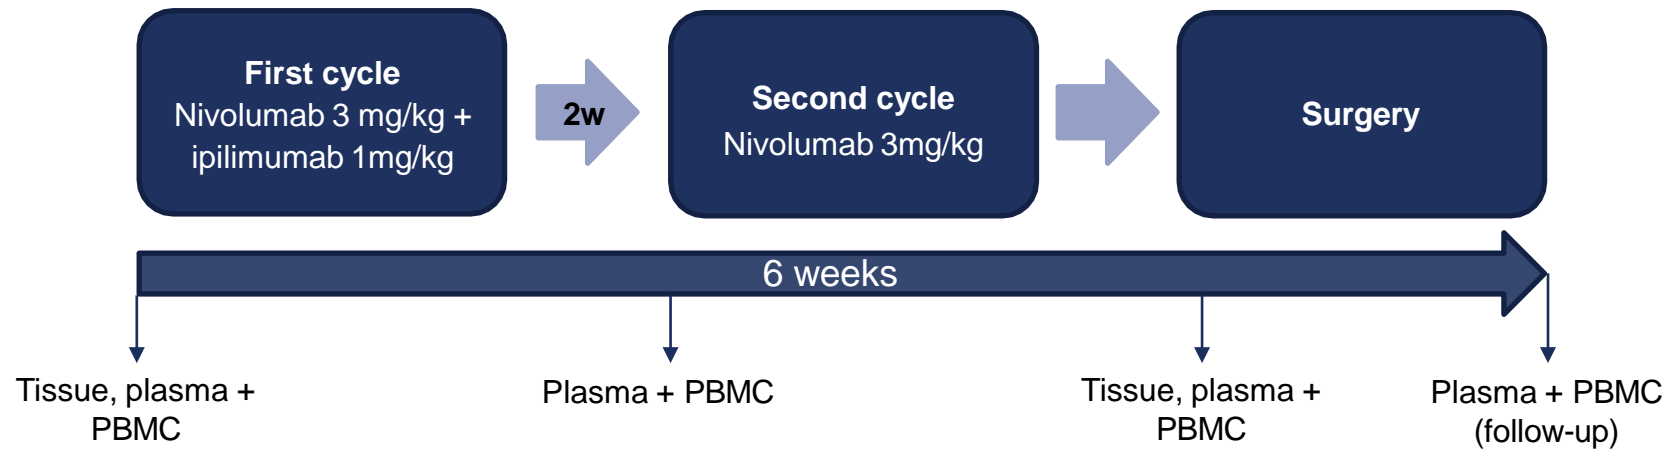 First cycle
Nivolumab 3 mg/kg +
ipilimumab 1mg/kg
2w
Second cycle
Nivolumab 3mg/kg
Surgery
6 weeks
Tissue, plasma +
PBMC
Plasma + PBMC
Tissue, plasma +
PBMC
Plasma + PBMC
(follow-up)